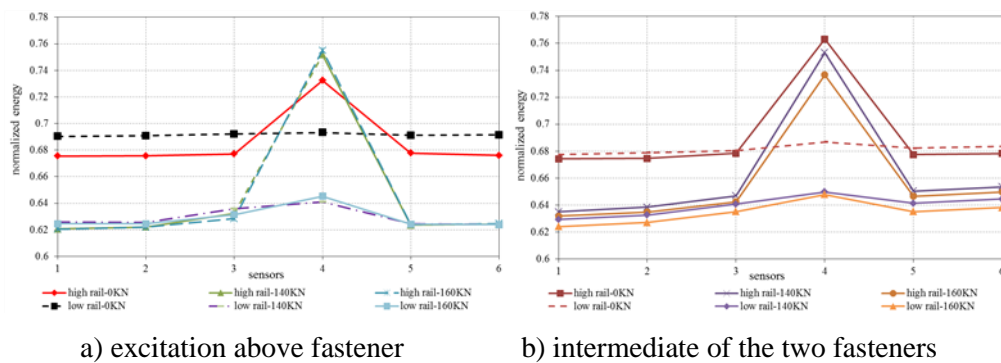 0.78
0.76
0.74
0.72
0.7
0.68
0.66
0.64
0.62
0.6
normalized energy
1 2 3 4 5 6
sensors
high rail-0KN high rail-140KN high rail-160KN
low rail-0KN low rail-140KN low rail-160KN
a) excitation above fastener
0.78
0.76
0.74
0.72
0.7
0.68
0.66
0.64
0.62
0.6
normalized energy
1 2 3 4 5 6
sensors
high rail-0KN high rail-140KN high rail-160KN
low rail-0KN low rail-140KN low rail-160KN
b) intermediate of the two fasteners